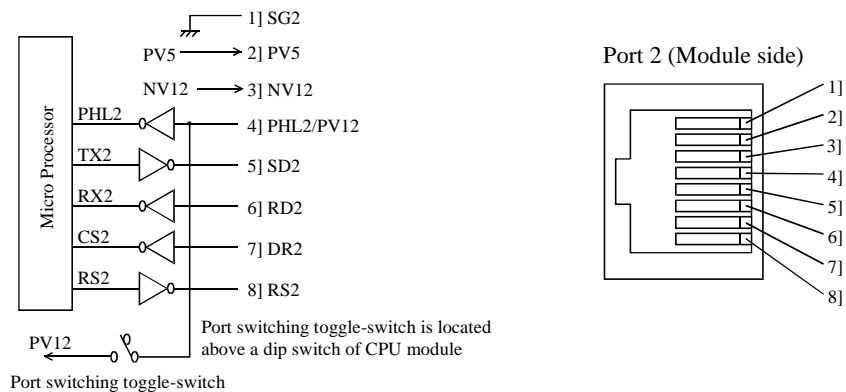 1] SG2
PV5 2] PV5
NV12 3] NV12
Micro Processor
PHL2 4] PHL2/PV12
TX2 5] SD2
RX2 6] RD2
CS2 7] DR2
RS2 8] RS2
PV12
Port switching toggle-switch is located
above a dip switch of CPU module
Port switching toggle-switch
Port 2 (Module side)
1]
2]
3]
4]
5]
6]
7]
8]